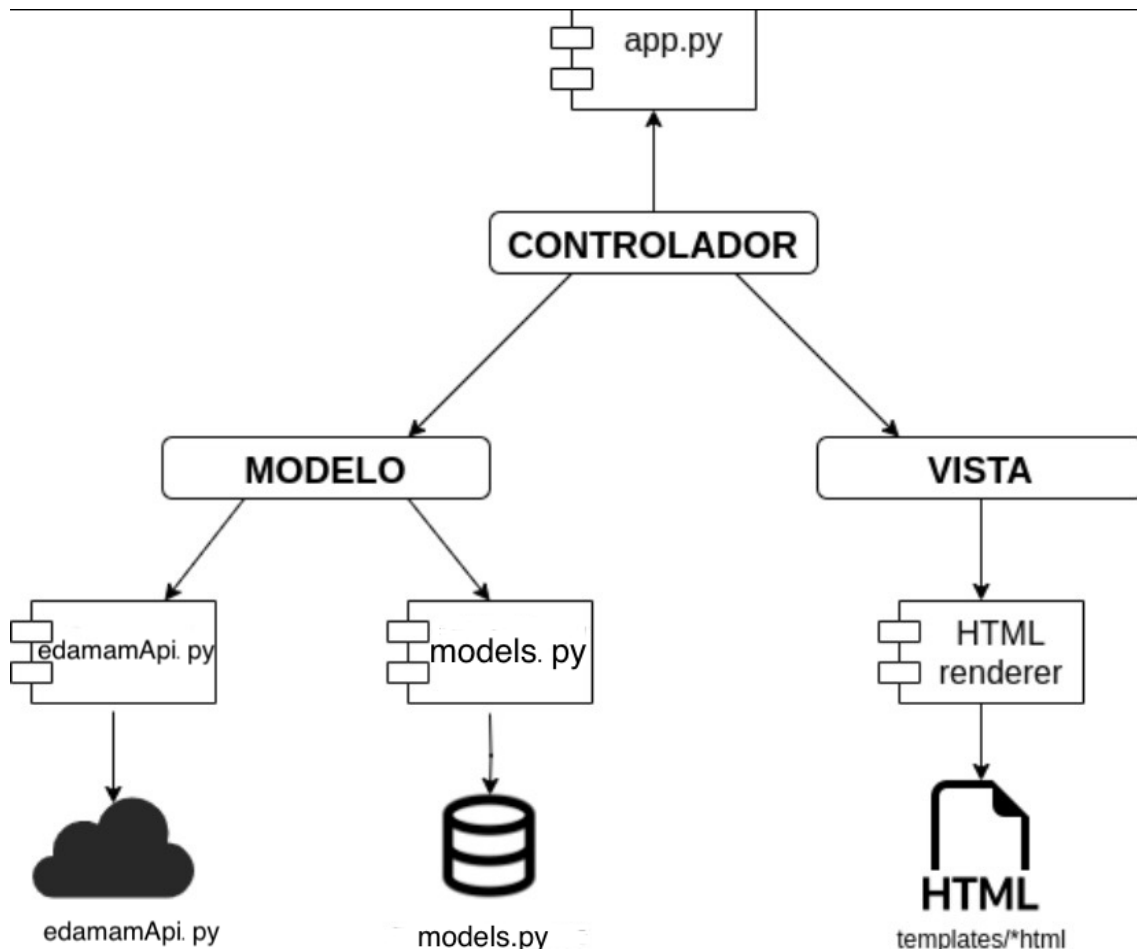 app.py
CONTROLADOR
MODELO
VISTA
edamamApi. py
models. py
HTML
renderer
HTML
edamamApi. py
models.py
templates/*html